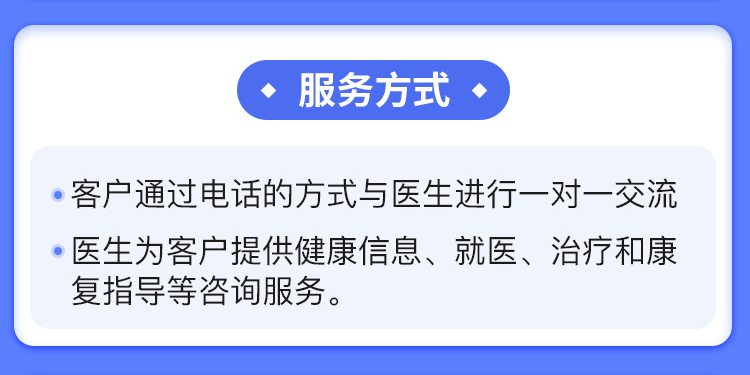 服务方式
客户通过电话的方式与医生进行一对一交流
医生为客户提供健康信息、就医、治疗和康
复指导等咨询服务。